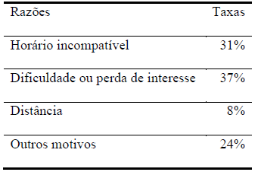 Razões Taxas
Horário incompatível 31%
Dificuldade ou perda de interesse 37%
Distância 8%
Outros motivos 24%